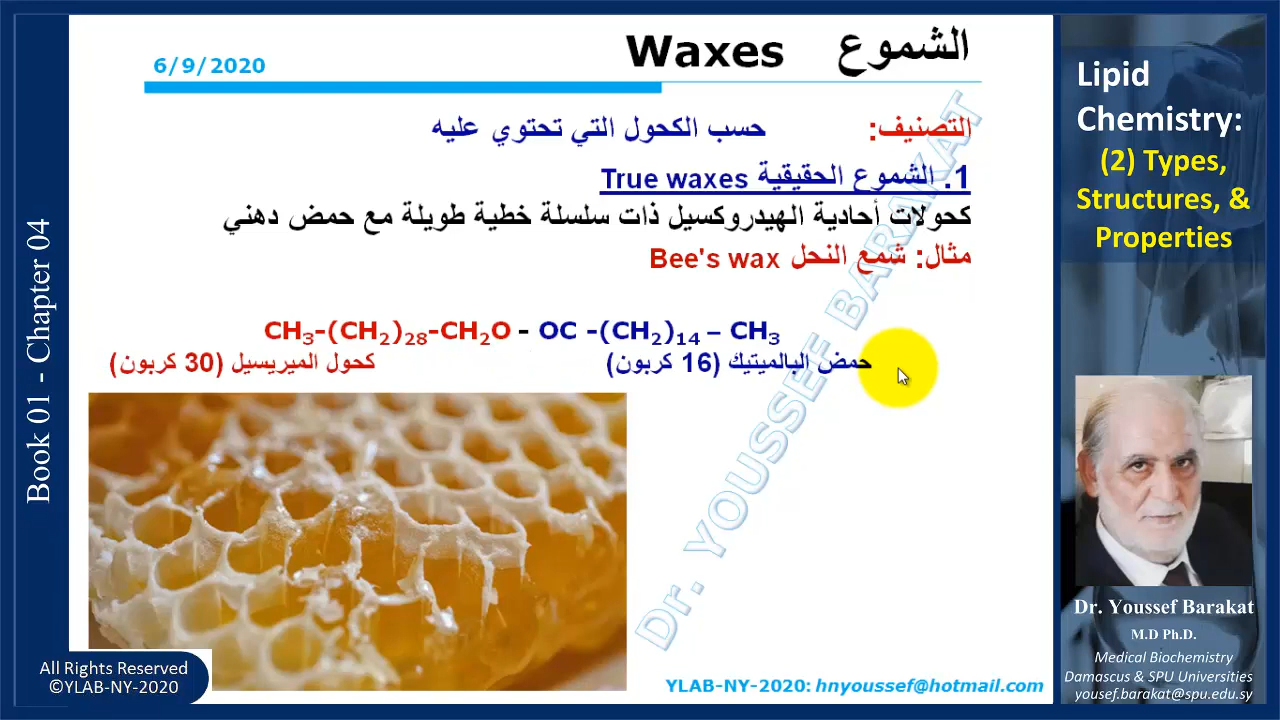 Book 01 - Chapter 04
6/9/2020
Waxes الشموع
التصنيف: حسب الكحول التي تحتوي عليه
1. الشموع الحقيقية True waxes
كحولات أحادية الهيدروكسيل ذات سلسلة خطية طويلة مع حمض دهني
مثال: شمع النحل Bee's wax
CH3-(CH2)28-CH2O - OC -(CH2)14 – CH3
كحول الميريسيل (30 كربون) حمض البالميتيك (16 كربون)
Dr. YOUSSEF BARAKAT
All Rights Reserved
©YLAB-NY-2020
YLAB-NY-2020: hnyoussef@hotmail.com
Lipid
Chemistry:
(2) Types,
Structures, &
Properties
Dr. Youssef Barakat
M.D Ph.D.
Medical Biochemistry
Damascus & SPU Universities
yousef.barakat@spu.edu.sy